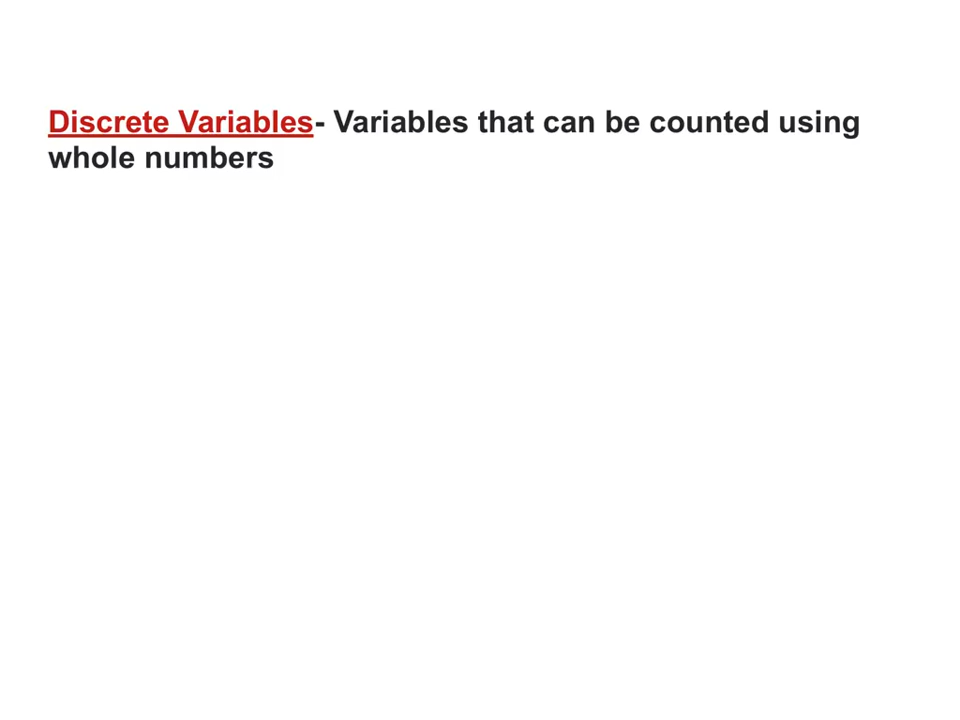 Discrete Variables- Variables that can be counted using
whole numbers